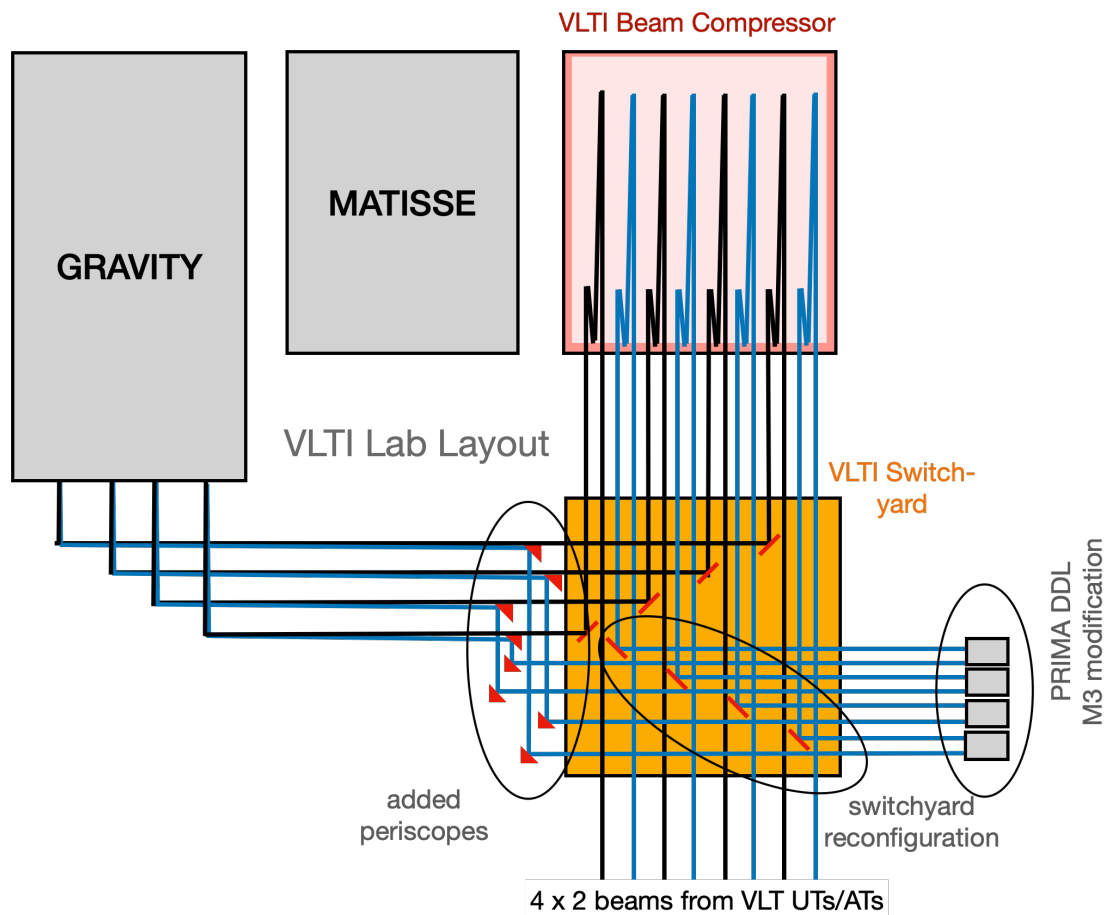 VLTI Beam Compressor
MATISSE
GRAVITY
VLTI Lab Layout
VLTI Switch-
yard
PRIMA DDL
M3 modification
added
periscopes
switchyard
reconfiguration
4 x 2 beams from VLT UTs/ATs